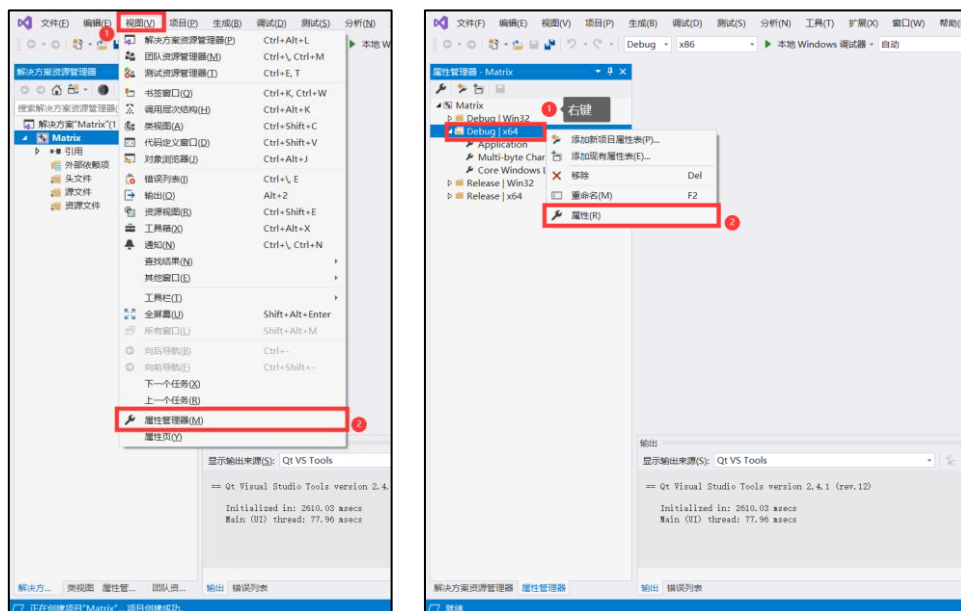 文件(F) 编辑(E) 视图(V) 项目(P) 生成(B) 调试(D) 测试(S) 分析(N)
1
本地 W
解决方案资源管理器
搜索解决方案资源管理器(
解决方案"Matrix"(1
Matrix
引用
外部依赖项
头文件
源文件
资源文件
解决方案资源管理器(P) Ctrl+Alt+L
团队资源管理器(M) Ctrl+\, Ctrl+M
测试资源管理器(T) Ctrl+E, T
书签窗口(O) Ctrl+K, Ctrl+W
调用层次结构(H) Ctrl+Alt+K
类视图(A) Ctrl+Shift+C
代码定义窗口(D) Ctrl+Shift+V
对象浏览器(J) Ctrl+Alt+J
错误列表(I) Ctrl+\, E
输出(O) Alt+2
资源视图(R) Ctrl+Shift+E
工具箱(X) Ctrl+Alt+X
通知(N) Ctrl+\, Ctrl+N
查找结果(N)
其他窗口(E)
工具栏(T)
全屏幕(U) Shift+Alt+Enter
所有窗口(L) Shift+Alt+M
向后导航(B) Ctrl+-
向前导航(F) Ctrl+Shift+-
下一个任务(X)
上一个任务(R)
属性管理器(M)
2
属性页(Y)
显示输出来源(S): Qt VS Tools
== Qt Visual Studio Tools version 2.4.
Initialized in: 2610.03 msecs
Main (UI) thread: 77.96 msecs
解决方... 类视图 属性管... 团队资... 输出 错误列表
正在创建项目"Matrix"... 项目创建成功。
文件(F) 编辑(E) 视图(V) 项目(P) 生成(B) 调试(D) 测试(S) 分析(N) 工具(T) 扩展(X) 窗口(W) 帮助(
Debug x86 本地 Windows 调试器 自动
属性管理器 - Matrix
Matrix
1 右键
Debug | Win32
Debug | x64
Application
Multi-byte Char
Core Windows L
Release | Win32
Release | x64
添加新项目属性表(P)...
添加现有属性表(E)...
移除 Del
重命名(M) F2
属性(R)
2
输出
显示输出来源(S): Qt VS Tools
== Qt Visual Studio Tools version 2.4.1 (rev.12)
Initialized in: 2610.03 msecs
Main (UI) thread: 77.96 msecs
解决方案资源管理器 属性管理器 输出 错误列表
就绪